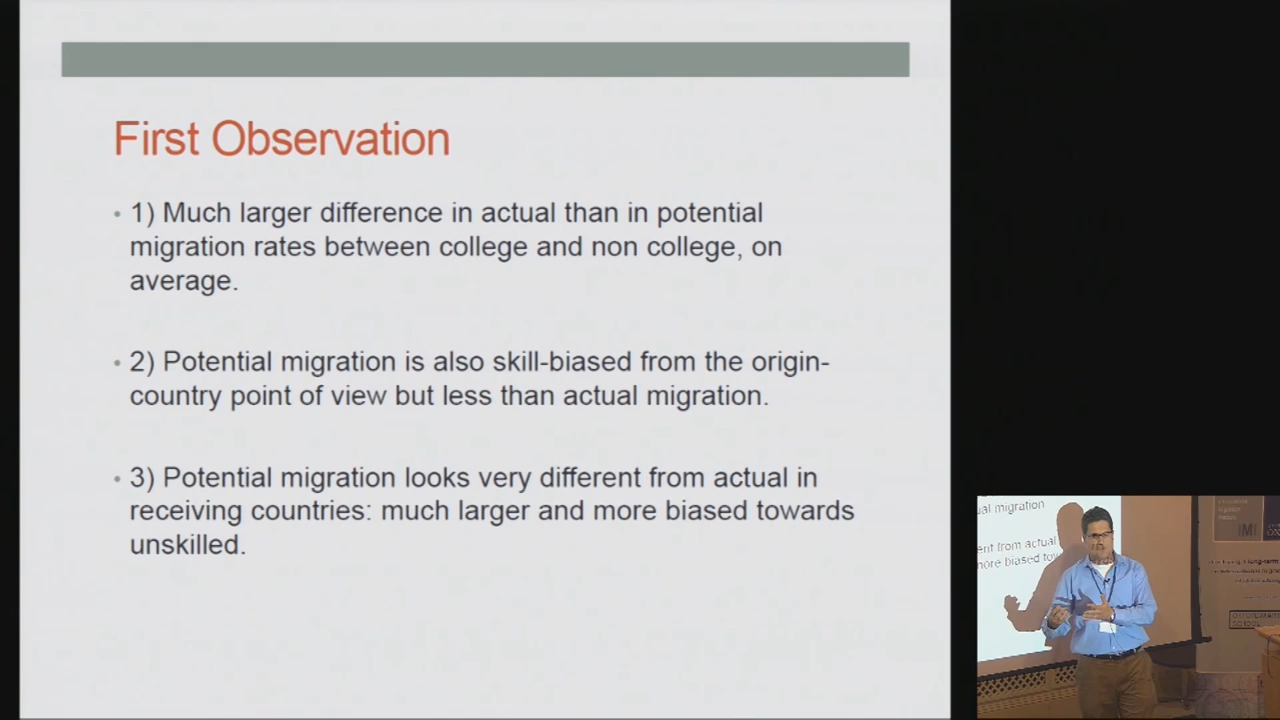 First Observation
• 1) Much larger difference in actual than in potential
migration rates between college and non college, on
average.
• 2) Potential migration is also skill-biased from the origin-
country point of view but less than actual migration.
• 3) Potential migration looks very different from actual in
receiving countries: much larger and more biased towards
unskilled.
migration
ent from actual
more biased
IMI
SCHOOL